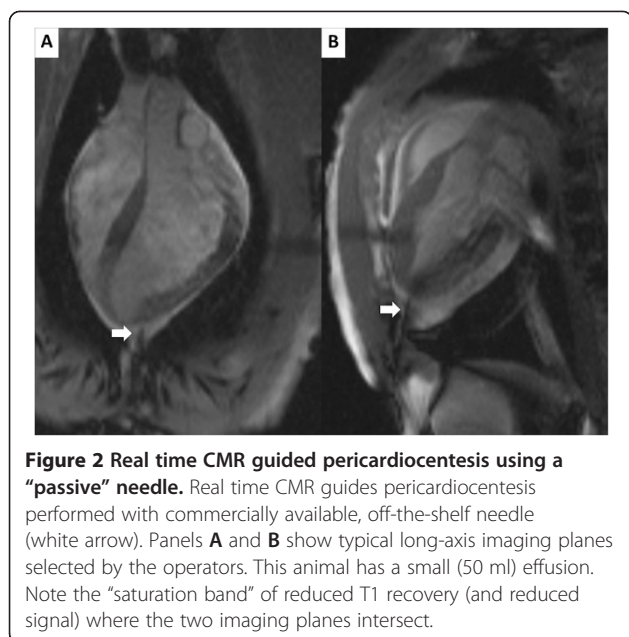 A
B
Figure 2 Real time CMR guided pericardiocentesis using a
“passive” needle. Real time CMR guides pericardiocentesis
performed with commercially available, off-the-shelf needle
(white arrow). Panels A and B show typical long-axis imaging planes
selected by the operators. This animal has a small (50 ml) effusion.
Note the “saturation band” of reduced T1 recovery (and reduced
signal) where the two imaging planes intersect.